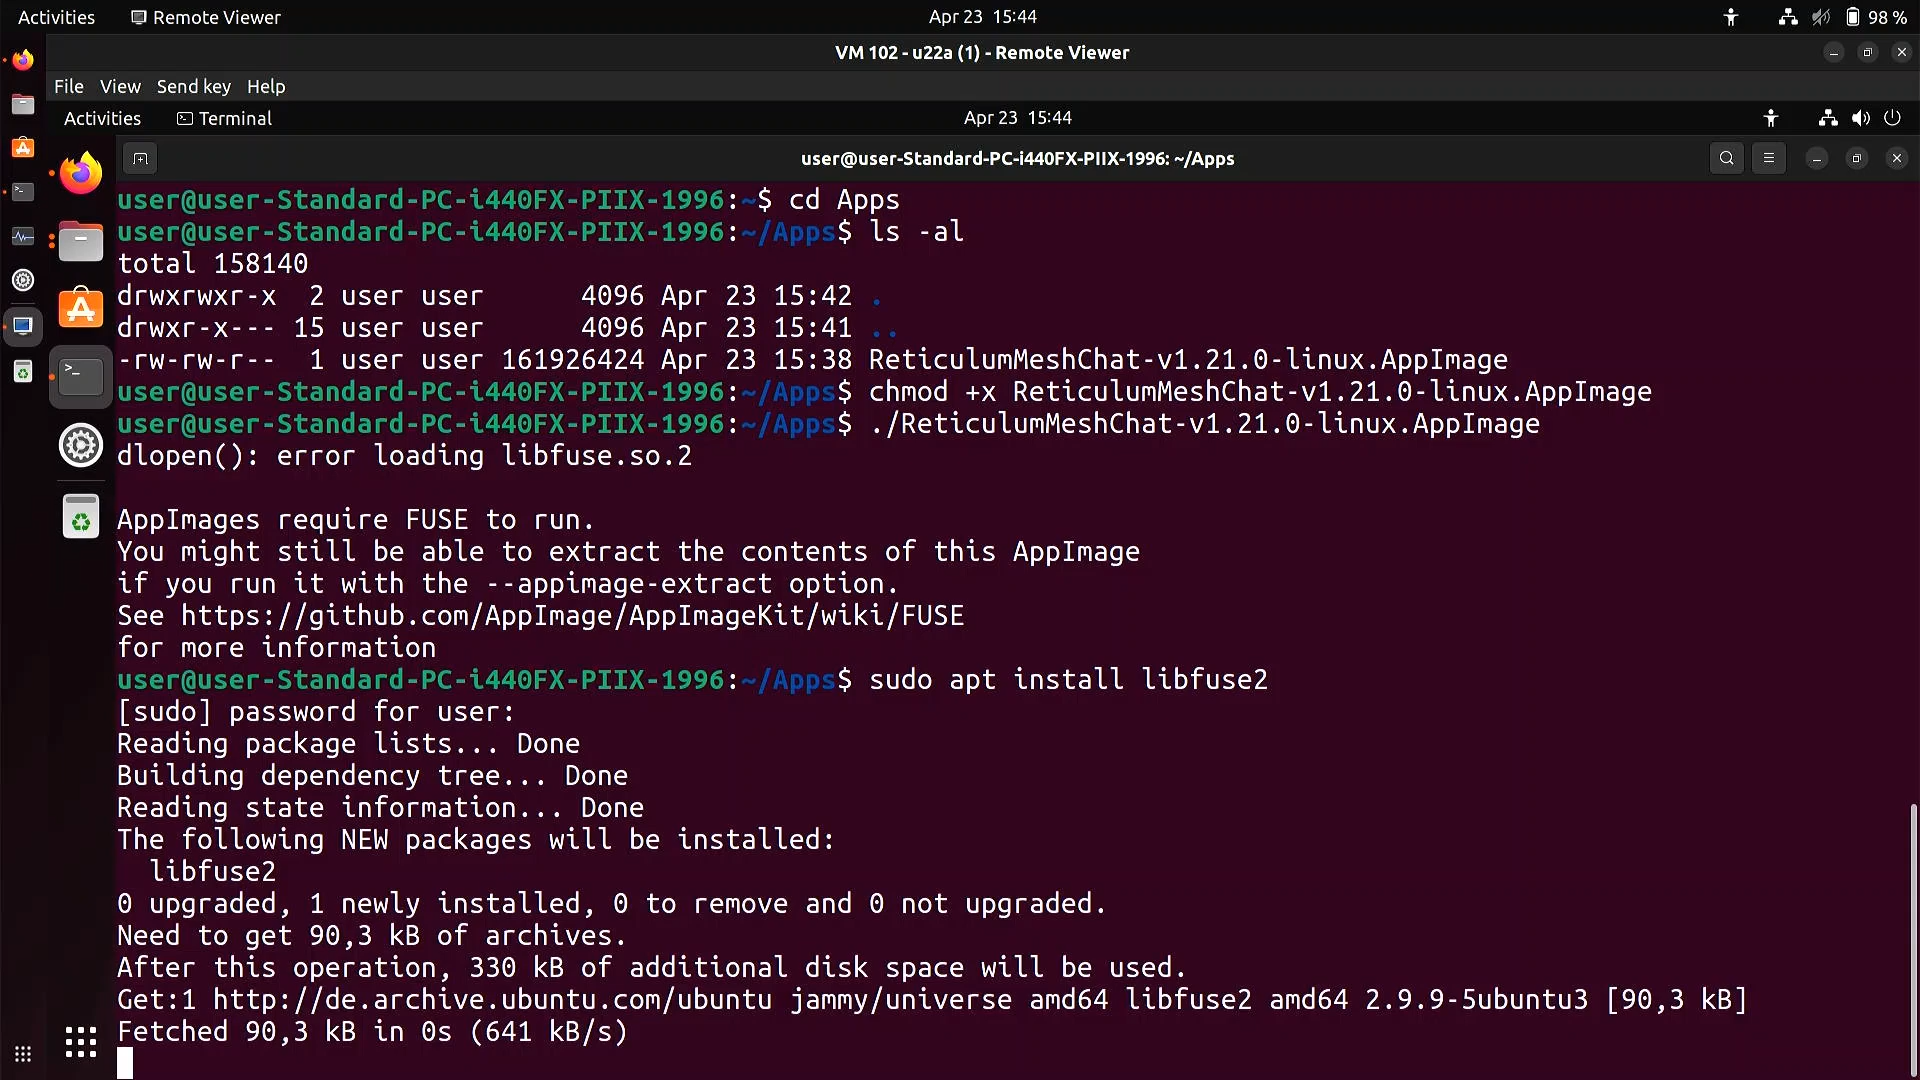 Activities Remote Viewer Apr 23 15:44 98 %
VM 102 - u22a (1) - Remote Viewer
File View Send key Help
Activities Terminal Apr 23 15:44
user@user-Standard-PC-i440FX-PIIX-1996: ~/Apps
user@user-Standard-PC-i440FX-PIIX-1996:~$ cd Apps
user@user-Standard-PC-i440FX-PIIX-1996:~/Apps$ ls -al
total 158140
drwxrwxr-x  2 user user      4096 Apr 23 15:42 .
drwxr-x--- 15 user user      4096 Apr 23 15:41 ..
-rw-rw-r--  1 user user 161926424 Apr 23 15:38 ReticulumMeshChat-v1.21.0-linux.AppImage
user@user-Standard-PC-i440FX-PIIX-1996:~/Apps$ chmod +x ReticulumMeshChat-v1.21.0-linux.AppImage
user@user-Standard-PC-i440FX-PIIX-1996:~/Apps$ ./ReticulumMeshChat-v1.21.0-linux.AppImage
dlopen(): error loading libfuse.so.2
AppImages require FUSE to run.
You might still be able to extract the contents of this AppImage
if you run it with the --appimage-extract option.
See https://github.com/AppImage/AppImageKit/wiki/FUSE
for more information
user@user-Standard-PC-i440FX-PIIX-1996:~/Apps$ sudo apt install libfuse2
[sudo] password for user:
Reading package lists... Done
Building dependency tree... Done
Reading state information... Done
The following NEW packages will be installed:
  libfuse2
0 upgraded, 1 newly installed, 0 to remove and 0 not upgraded.
Need to get 90,3 kB of archives.
After this operation, 330 kB of additional disk space will be used.
Get:1 http://de.archive.ubuntu.com/ubuntu jammy/universe amd64 libfuse2 amd64 2.9.9-5ubuntu3 [90,3 kB]
Fetched 90,3 kB in 0s (641 kB/s)